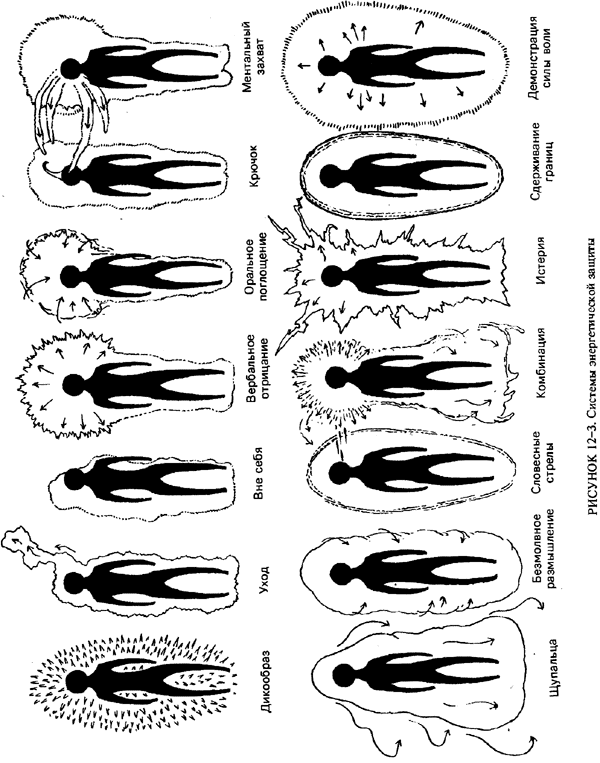 Дикообраз
Уход
Вне себя
Вербальное
отрицание
Оральное
поглощение
Крючок
Ментальный
захват
Щупальца
Безмолвное
размышление
Словесные
стрелы
Комбинация
Истерия
Сдерживание
границ
Демонстрация
силы воли
РИСУНОК 12–3. Системы энергетической защиты